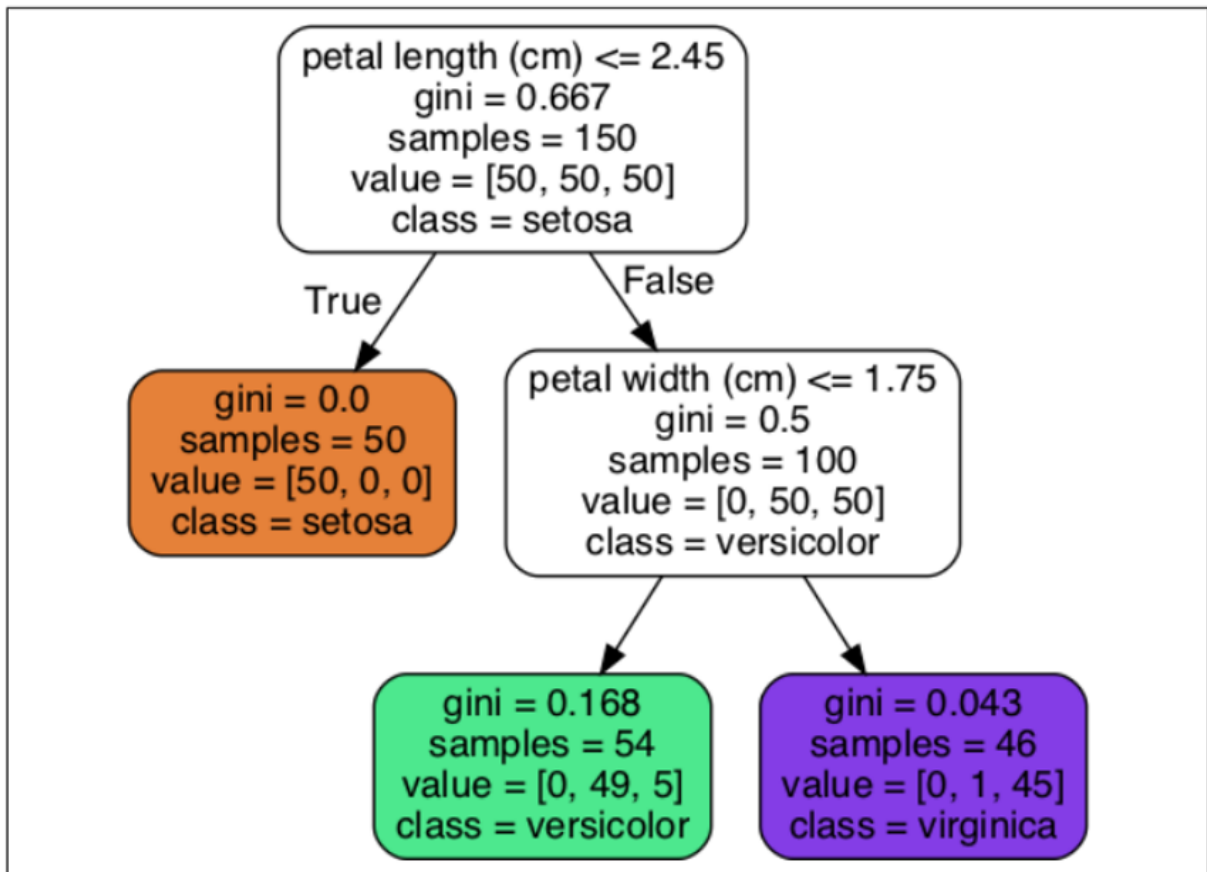 petal length (cm) <= 2.45
gini = 0.667
samples = 150
value = [50, 50, 50]
class = setosa
True
False
gini = 0.0
samples = 50
value = [50, 0, 0]
class = setosa
petal width (cm) <= 1.75
gini = 0.5
samples = 100
value = [0, 50, 50]
class = versicolor
gini = 0.168
samples = 54
value = [0, 49, 5]
class = versicolor
gini = 0.043
samples = 46
value = [0, 1, 45]
class = virginica